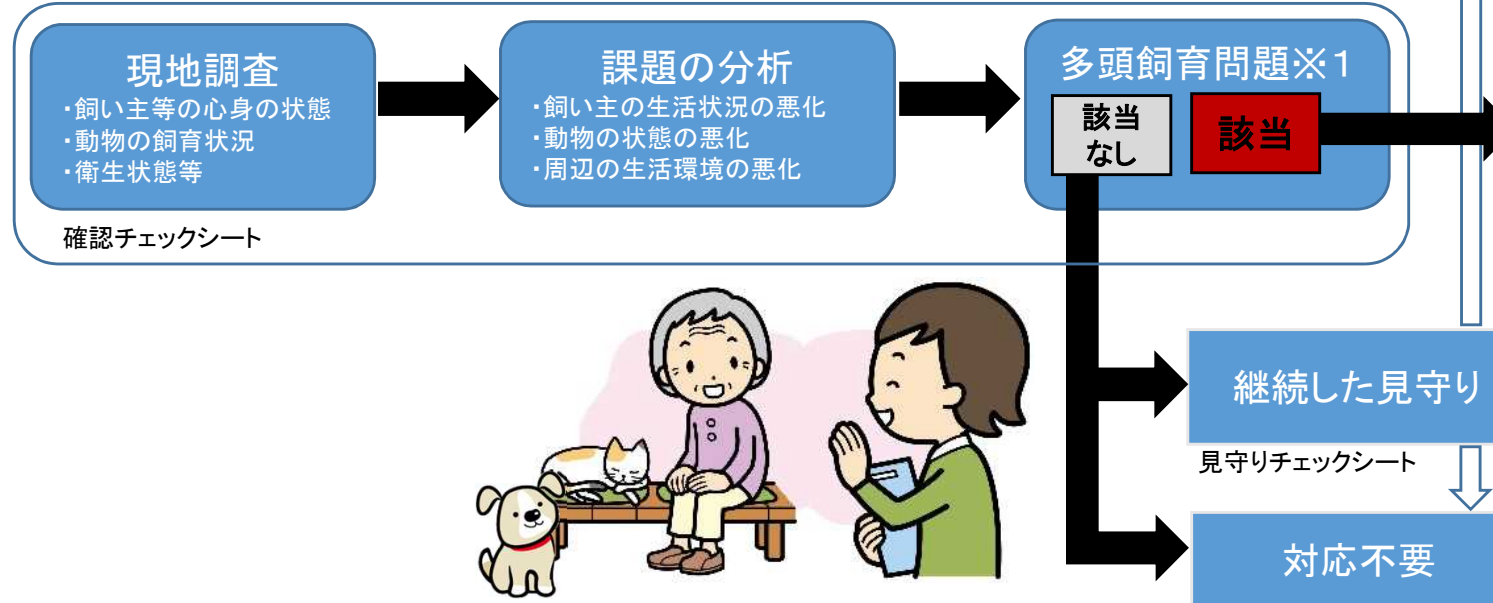 現地調査
・飼い主等の心身の状態
・動物の飼育状況
・衛生状態等
課題の分析
・飼い主の生活状況の悪化
・動物の状態の悪化
・周辺の生活環境の悪化
多頭飼育問題※1
該当
なし
該当
確認チェックシート
継続した見守り
見守りチェックシート
対応不要